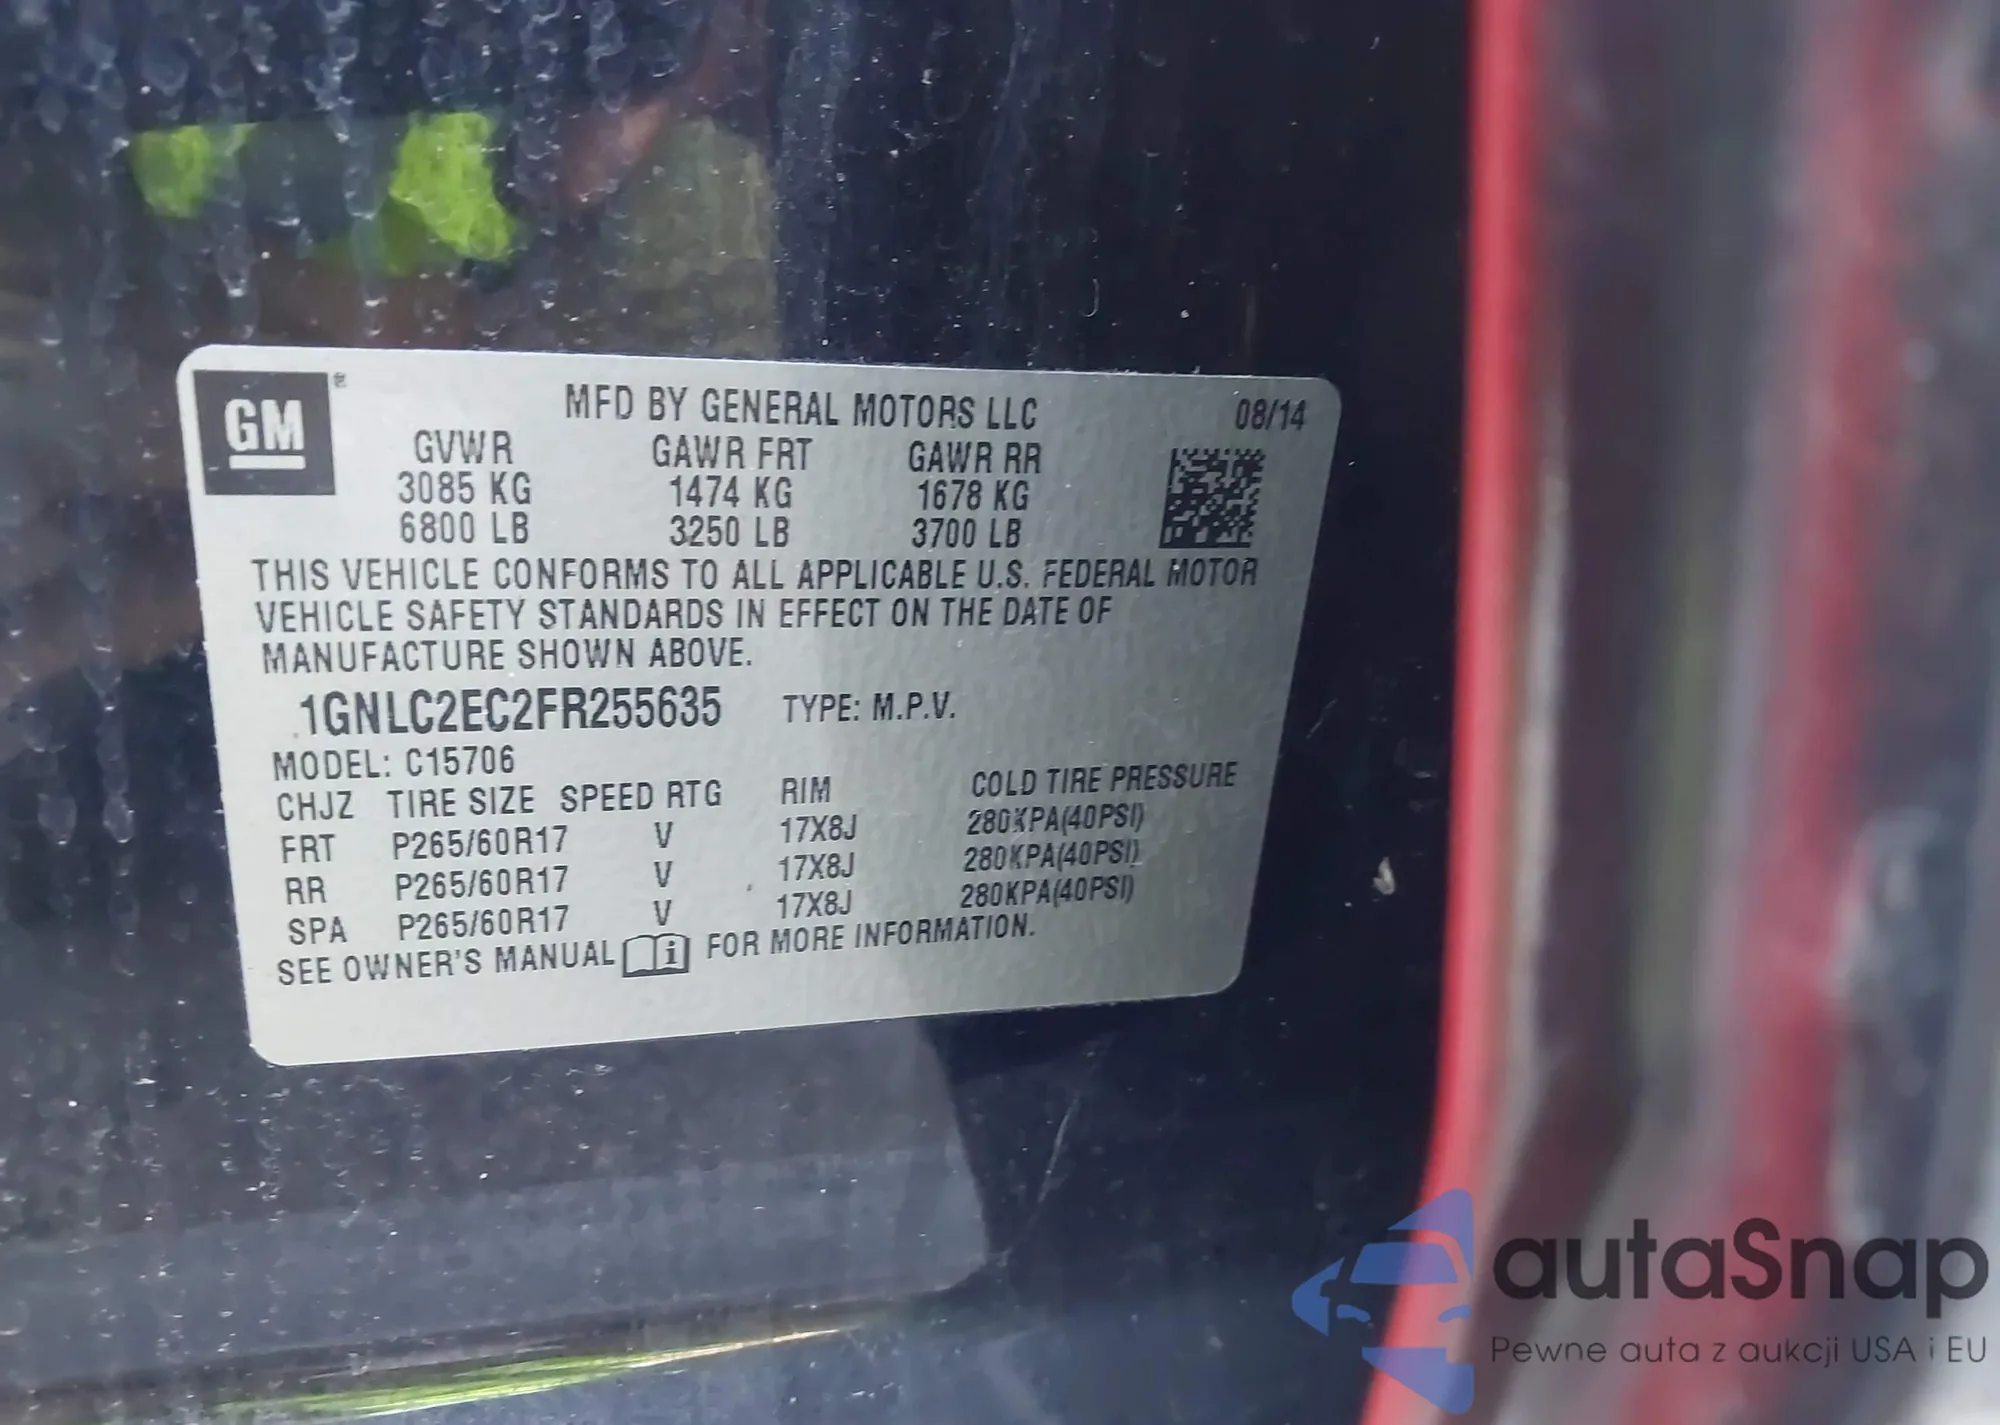 GM ®
MFD BY GENERAL MOTORS LLC 08/14
GVWR GAWR FRT GAWR RR
3085 KG 1474 KG 1678 KG
6800 LB 3250 LB 3700 LB
THIS VEHICLE CONFORMS TO ALL APPLICABLE U.S. FEDERAL MOTOR
VEHICLE SAFETY STANDARDS IN EFFECT ON THE DATE OF
MANUFACTURE SHOWN ABOVE.
1GNLC2EC2FR255635 TYPE: M.P.V.
MODEL: C15706
CHJZ TIRE SIZE SPEED RTG RIM COLD TIRE PRESSURE
FRT P265/60R17 V 17X8J 280KPA(40PSI)
RR P265/60R17 V 17X8J 280KPA(40PSI)
SPA P265/60R17 V 17X8J 280KPA(40PSI)
SEE OWNER'S MANUAL i FOR MORE INFORMATION.
autaSnap
Pewne auta z aukcji USA i EU